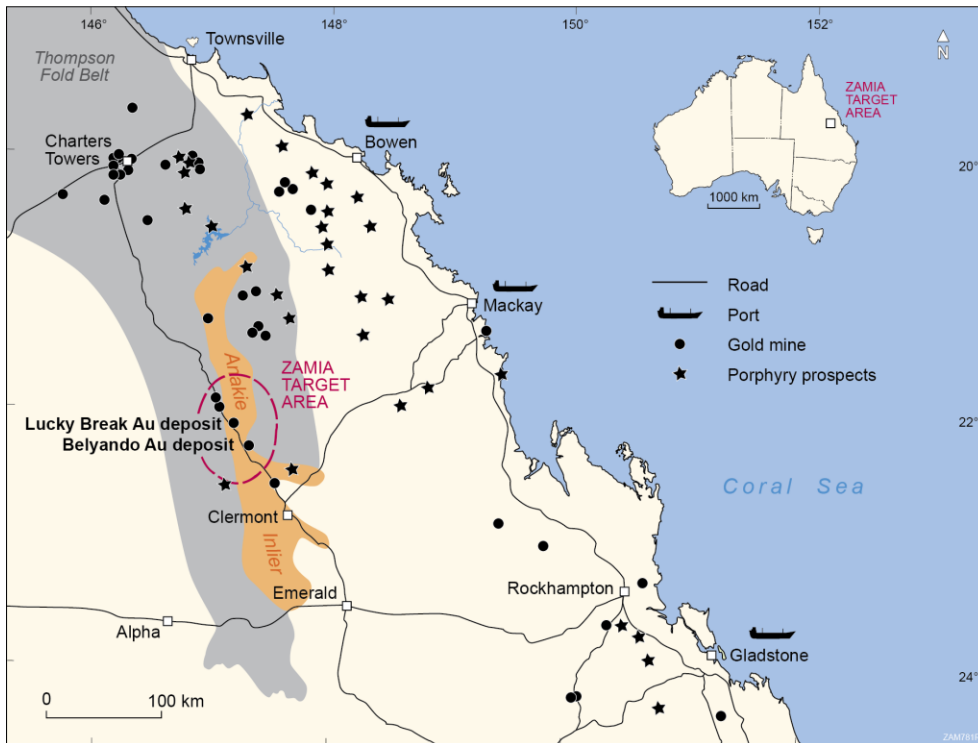 146°
148°
150°
152°
Townsville
N
Thompson
Fold Belt
ZAMIA
TARGET
AREA
Bowen
Charters
Towers
20°
1000 km
Road
Mackay
Port
Gold mine
Porphyry prospects
Anakie
ZAMIA
TARGET
AREA
Lucky Break Au deposit
22°
Belyando Au deposit
Coral Sea
Clermont
Inlier
Rockhampton
Emerald
Alpha
Gladstone
24°
0
100 km
ZAM7816